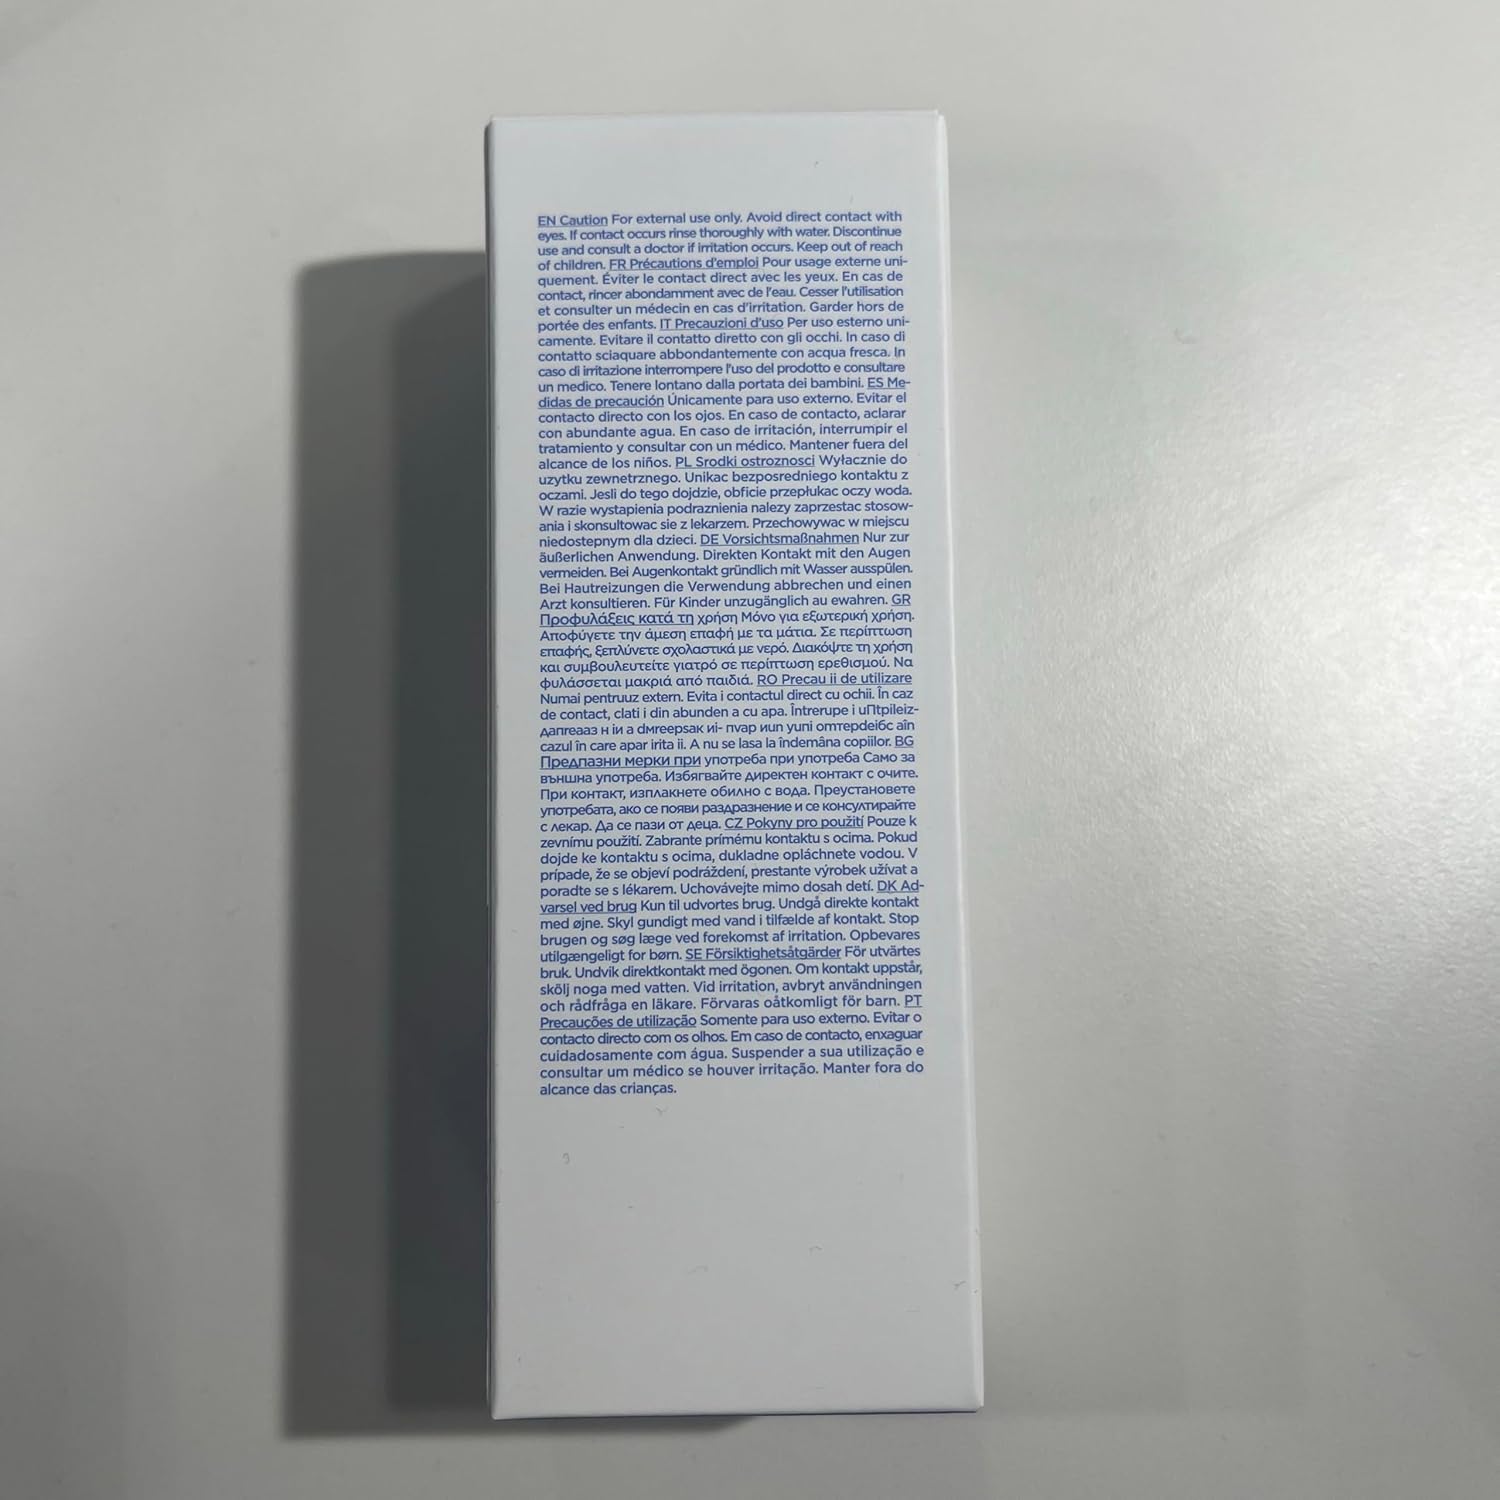 EN Caution For external use only. Avoid direct contact with
eyes. If contact occurs rinse thoroughly with water. Discontinue
use and consult a doctor if irritation occurs. Keep out of reach
of children. FR Précautions d'emploi Pour usage externe uni-
quement. Éviter le contact direct avec les yeux. En cas de
contact, rincer abondamment avec de l'eau. Cesser l'utilisation
et consulter un médecin en cas d'irritation. Garder hors de
portée des enfants. IT Precauzioni d'uso Per uso esterno uni-
camente. Evitare il contatto diretto con gli occhi. In caso di
contatto sciaquare abbondantemente con acqua fresca. In
caso di irritazione interrompere l'uso del prodotto e consultare
un medico. Tenere lontano dalla portata dei bambini. ES Me-
didas de precaución Únicamente para uso externo. Evitar el
contacto directo con los ojos. En caso de contacto, aclarar
con abundante agua. En caso de irritación, interrumpir el
tratamiento y consultar con un médico. Mantener fuera del
alcance de los niños. PL Srodki ostroznosci Wyłacznie do
uzytku zewnetrznego. Unikac bezposredniego kontaktu z
oczami. Jesli do tego dojdzie, obficie przepłukac oczy woda.
W razie wystapienia podraznienia nalezy zaprzestac stosow-
ania i skonsultowac sie z lekarzem. Przechowywac w miejscu
niedostepnym dla dzieci. DE Vorsichtsmaßnahmen Nur zur
äußerlichen Anwendung. Direkten Kontakt mit den Augen
vermeiden. Bei Augenkontakt gründlich mit Wasser ausspülen.
Bei Hautreizungen die Verwendung abbrechen und einen
Arzt konsultieren. Für Kinder unzugänglich au ewahren. GR
Προφυλάξεις κατά τη χρήση Μόνο για εξωτερική χρήση.
Αποφύγετε την άμεση επαφή με τα μάτια. Σε περίπτωση
επαφής, ξεπλύνετε σχολαστικά με νερό. Διακόψτε τη χρήση
και συμβουλευτείτε γιατρό σε περίπτωση ερεθισμού. Να
φυλάσσεται μακριά από παιδιά. RO Precau ii de utilizare
Numai pentruuz extern. Evita i contactul direct cu ochii. În caz
de contact, clati i din abunden a cu apa. Întrerupe i uПtpileiz-
дапгеааз н іи а dмгеерsак иі- пvар иип yуni omтepdeiбс аîn
cazul în care apar irita ii. A nu se lasa la îndemâna copiilor. BG
Предпазни мерки при употреба при употреба Само за
външна употреба. Избягвайте директен контакт с очите.
При контакт, изплакнете обилно с вода. Преустановете
употребата, ако се появи раздразнение и се консултирайте
с лекар. Да се пази от деца. CZ Pokyny pro použití Pouze k
zevnímu použití. Zabrante prímému kontaktu s ocima. Pokud
dojde ke kontaktu s ocima, dukladne opláchnete vodou. V
prípade, že se objeví podráždení, prestante výrobek užívat a
poradte se s lékarem. Uchovávejte mimo dosah detí. DK Ad-
varsel ved brug Kun til udvortes brug. Undgå direkte kontakt
med øjne. Skyl gundigt med vand i tilfælde af kontakt. Stop
brugen og søg læge ved forekomst af irritation. Opbevares
utilgængeligt for børn. SE Försiktighetsåtgärder För utvärtes
bruk. Undvik direktkontakt med ögonen. Om kontakt uppstår,
skölj noga med vatten. Vid irritation, avbryt användningen
och rådfråga en läkare. Förvaras oåtkomligt för barn. PT
Precauções de utilização Somente para uso externo. Evitar o
contacto directo com os olhos. Em caso de contacto, enxaguar
cuidadosamente com água. Suspender a sua utilização e
consultar um médico se houver irritação. Manter fora do
alcance das crianças.